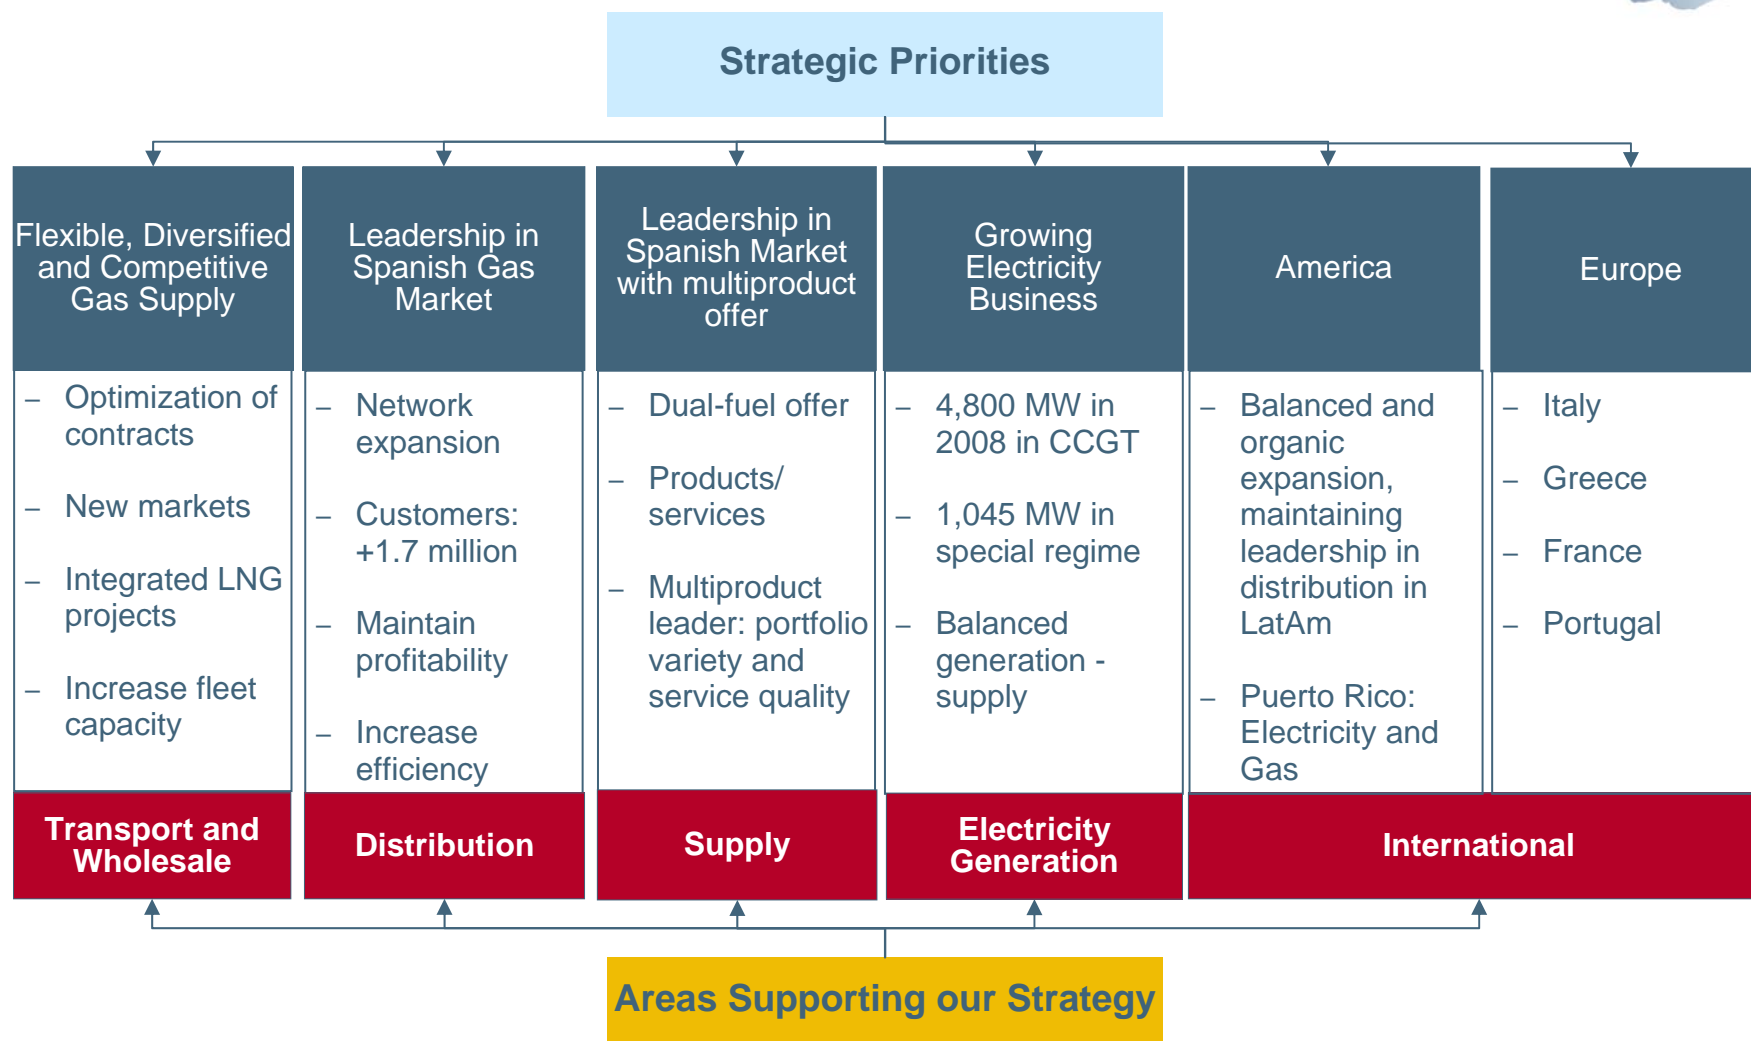 Strategic Priorities
Flexible, Diversified
and Competitive
Gas Supply
– Optimization of
contracts
– New markets
– Integrated LNG
projects
– Increase fleet
capacity
Transport and
Wholesale
Leadership in
Spanish Gas
Market
– Network
expansion
– Customers:
+1.7 million
– Maintain
profitability
– Increase
efficiency
Distribution
Leadership in
Spanish Market
with multiproduct
offer
– Dual-fuel offer
– Products/
services
– Multiproduct
leader: portfolio
variety and
service quality
Supply
Growing
Electricity
Business
– 4,800 MW in
2008 in CCGT
– 1,045 MW in
special regime
– Balanced
generation -
supply
Electricity
Generation
America
– Balanced and
organic
expansion,
maintaining
leadership in
distribution in
LatAm
– Puerto Rico:
Electricity and
Gas
Europe
– Italy
– Greece
– France
– Portugal
International
Areas Supporting our Strategy